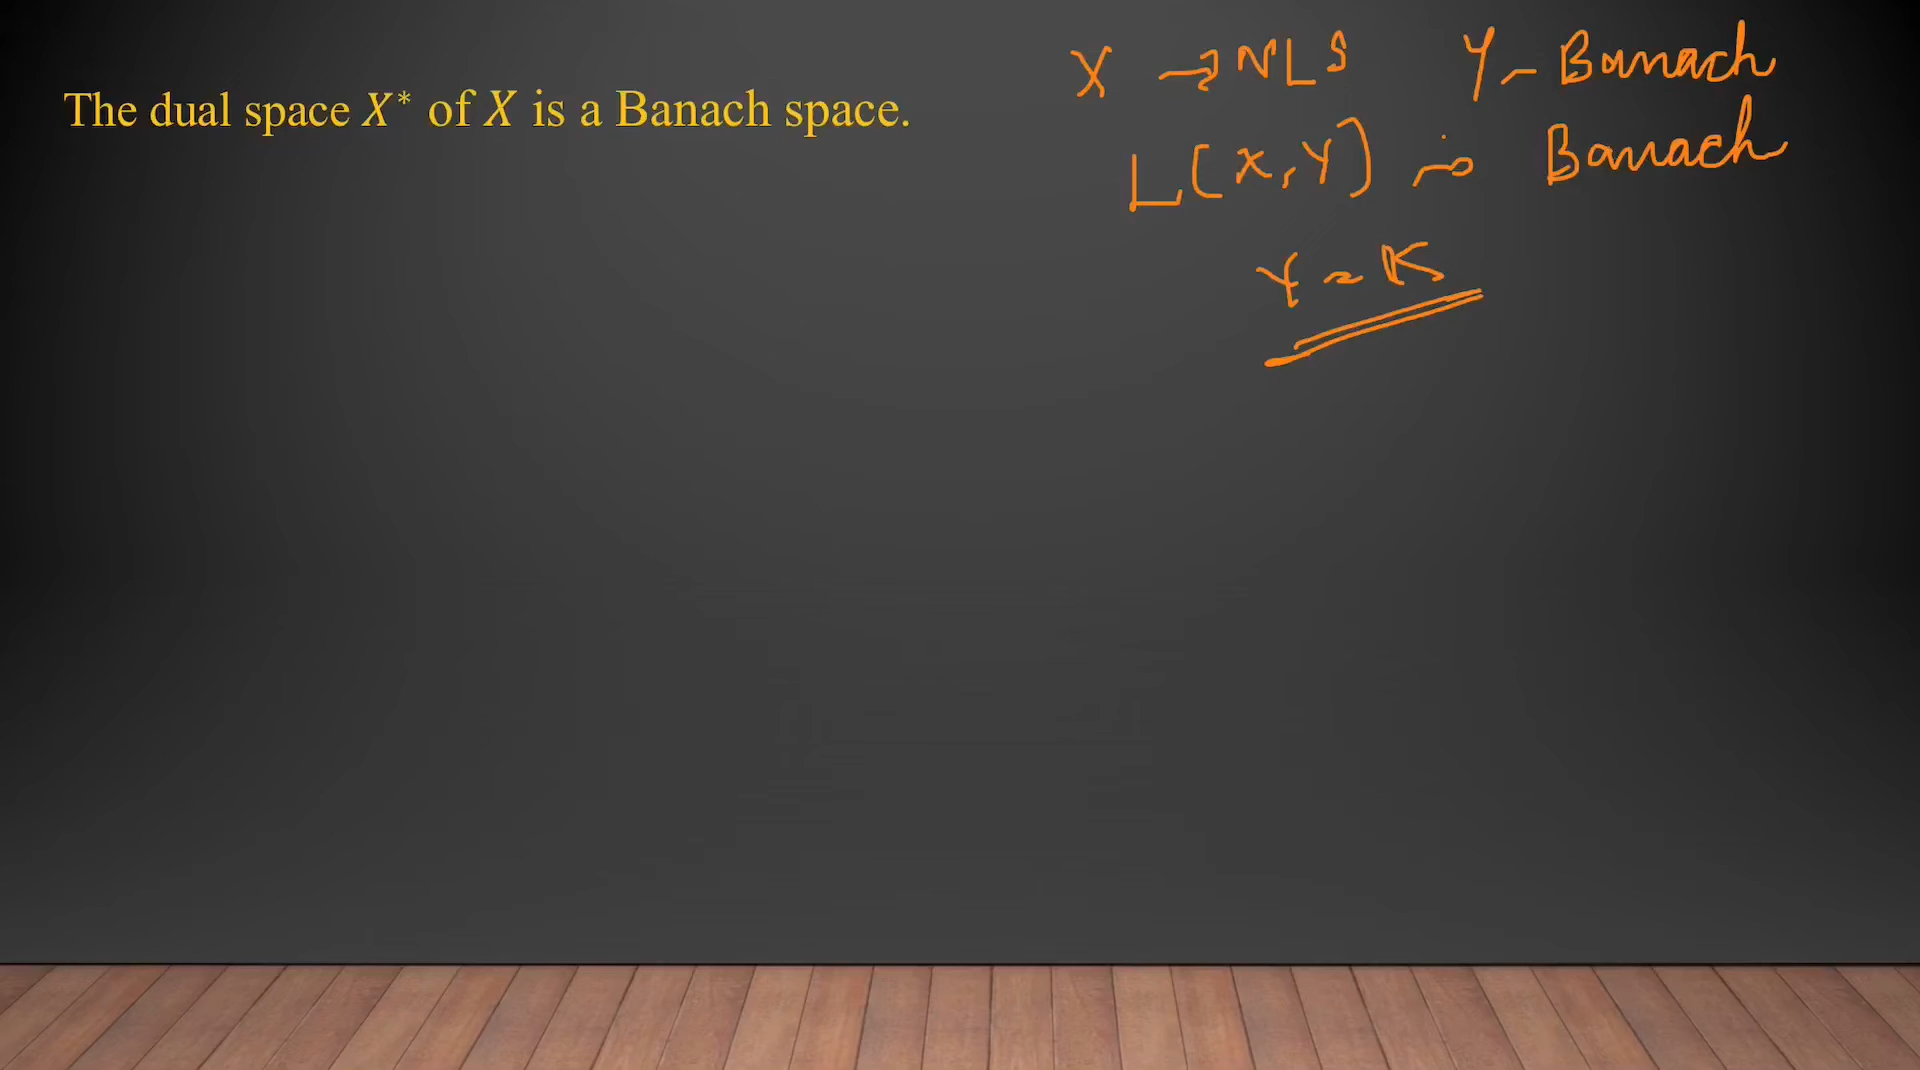 The dual space X* of X is a Banach space.
X → NLS Y - Banach
L(X, Y) is Banach
Y = K